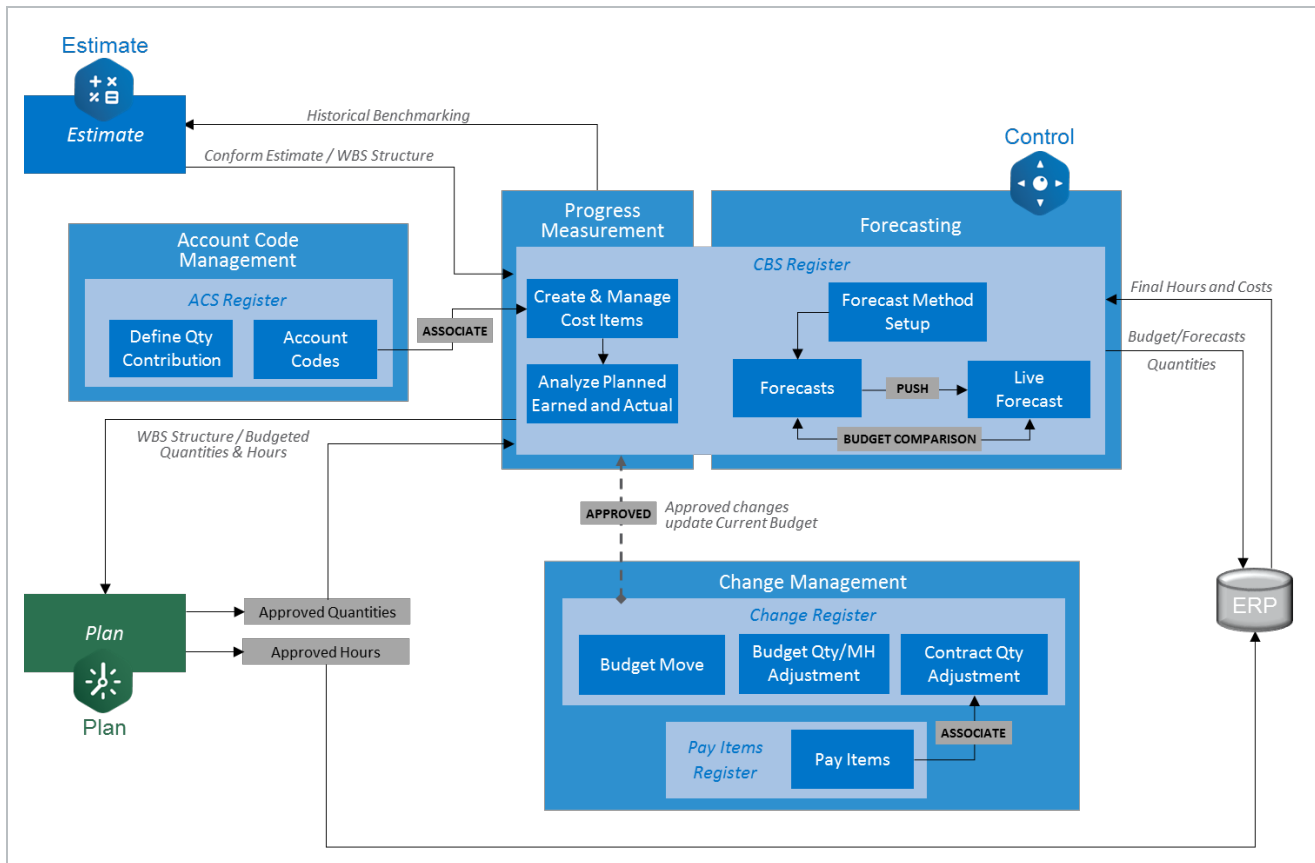 Estimate
Estimate
Historical Benchmarking
Conform Estimate / WBS Structure
Control
Progress
Measurement
Forecasting
Account Code
Management
ACS Register
Define Qty
Contribution
Account
Codes
ASSOCIATE
CBS Register
Create & Manage
Cost Items
Analyze Planned
Earned and Actual
Forecast Method
Setup
Forecasts
PUSH
Live
Forecast
BUDGET COMPARISON
Final Hours and Costs
Budget/Forecasts
Quantities
WBS Structure / Budgeted
Quantities & Hours
APPROVED
Approved changes
update Current Budget
Plan
Plan
Approved Quantities
Approved Hours
Change Management
Change Register
Budget Move
Budget Qty/MH
Adjustment
Contract Qty
Adjustment
ASSOCIATE
Pay Items
Register
Pay Items
ERP